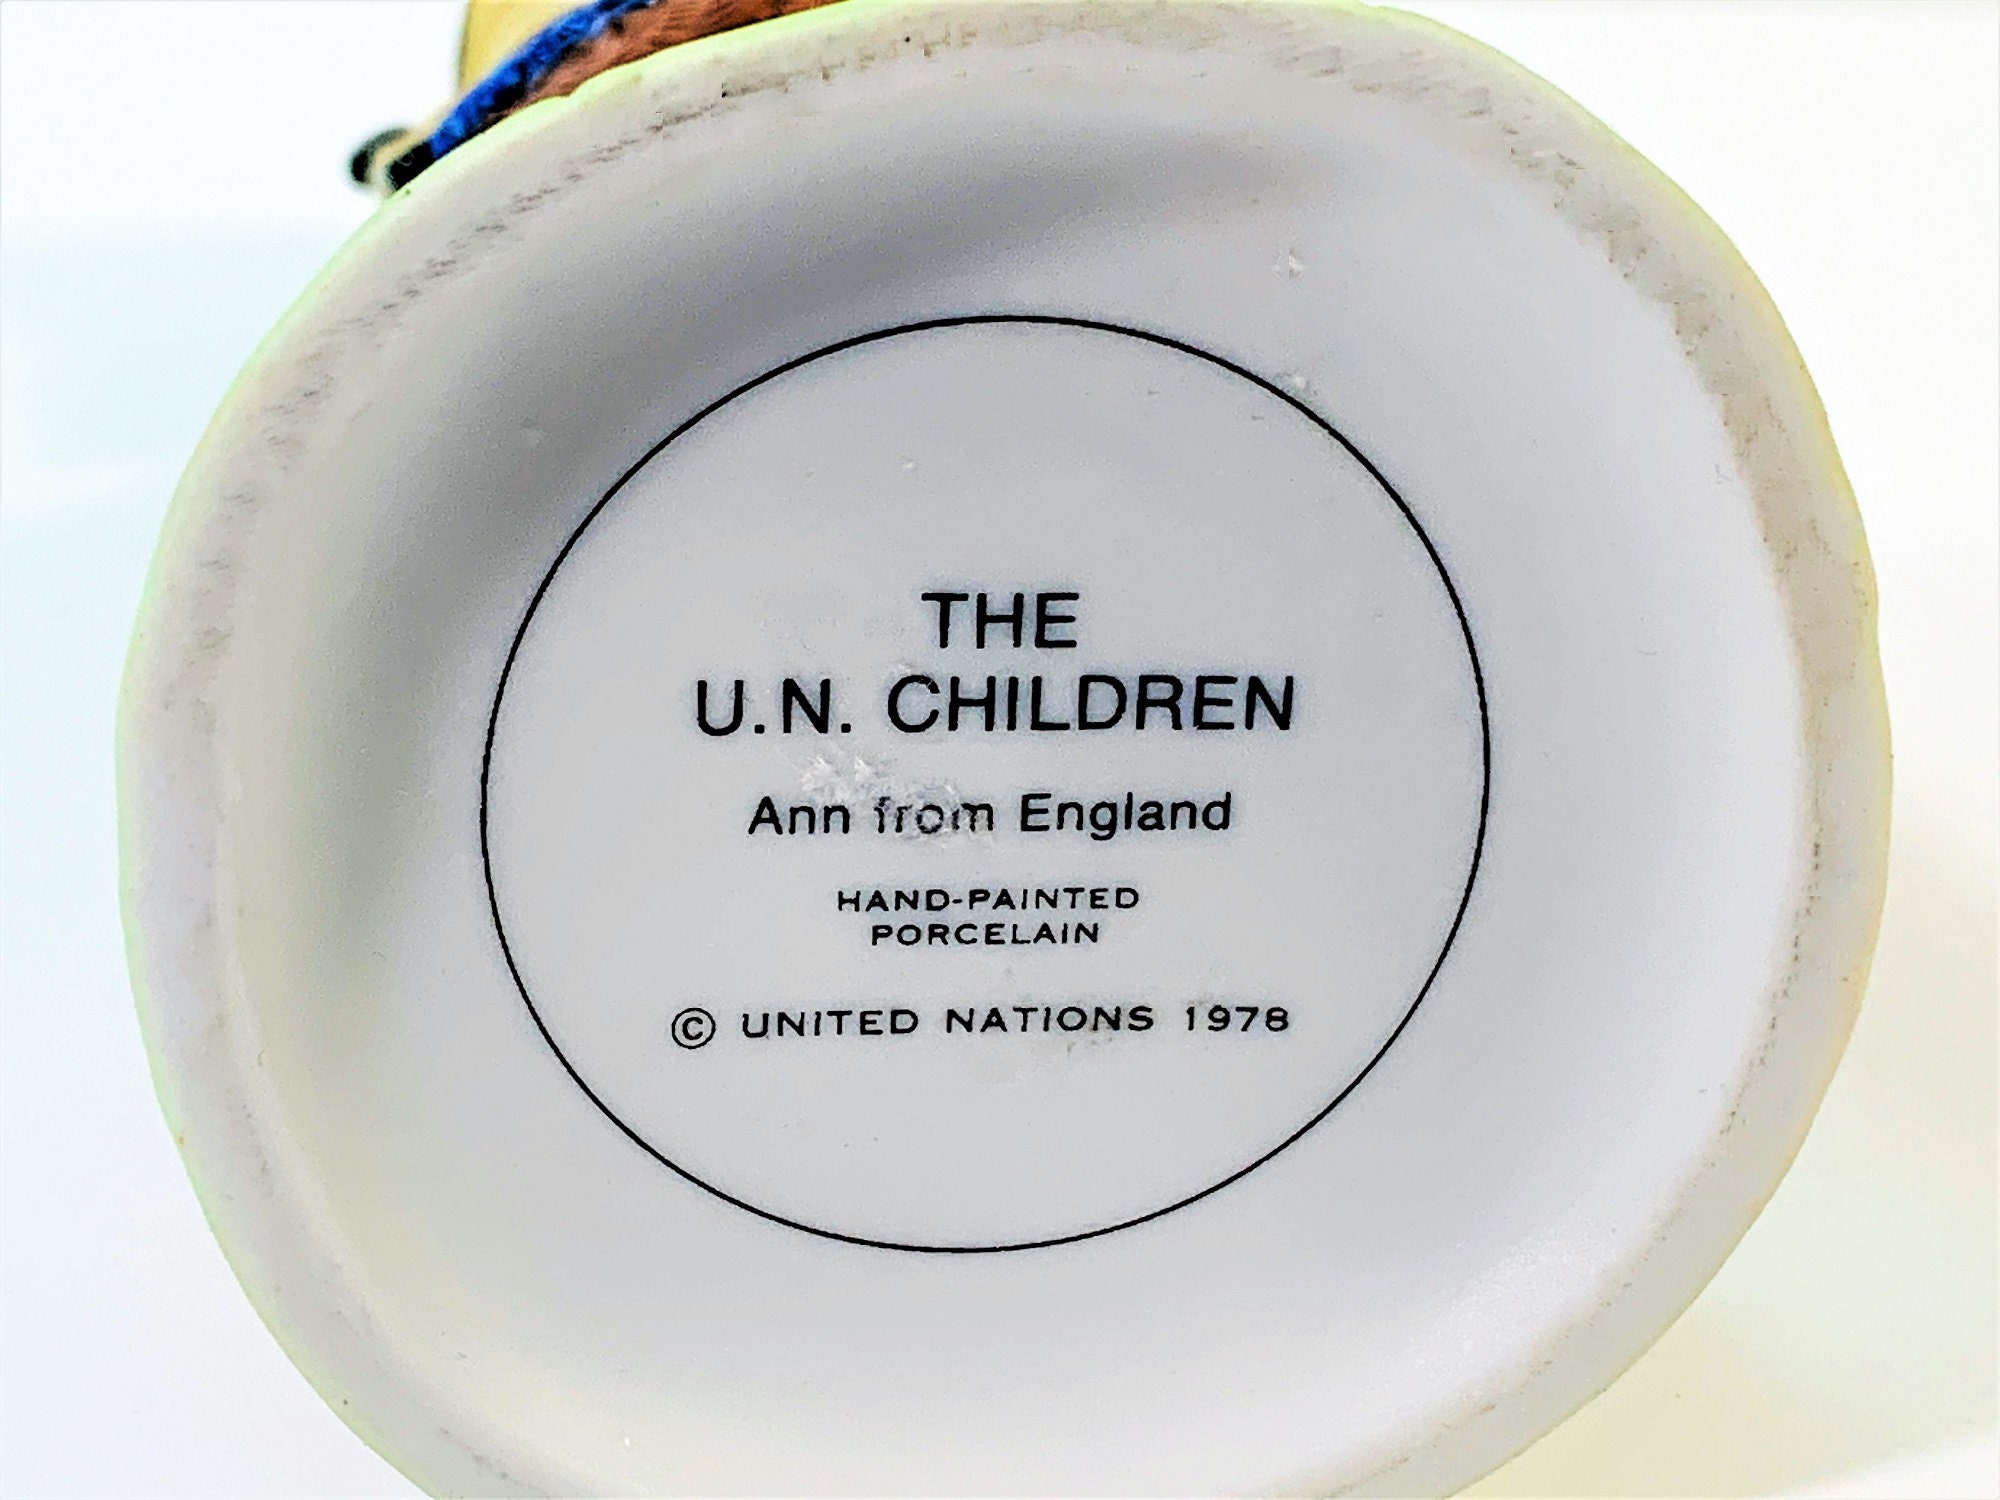 THE
U.N. CHILDREN
Ann from England
HAND-PAINTED
PORCELAIN
© UNITED NATIONS 1978